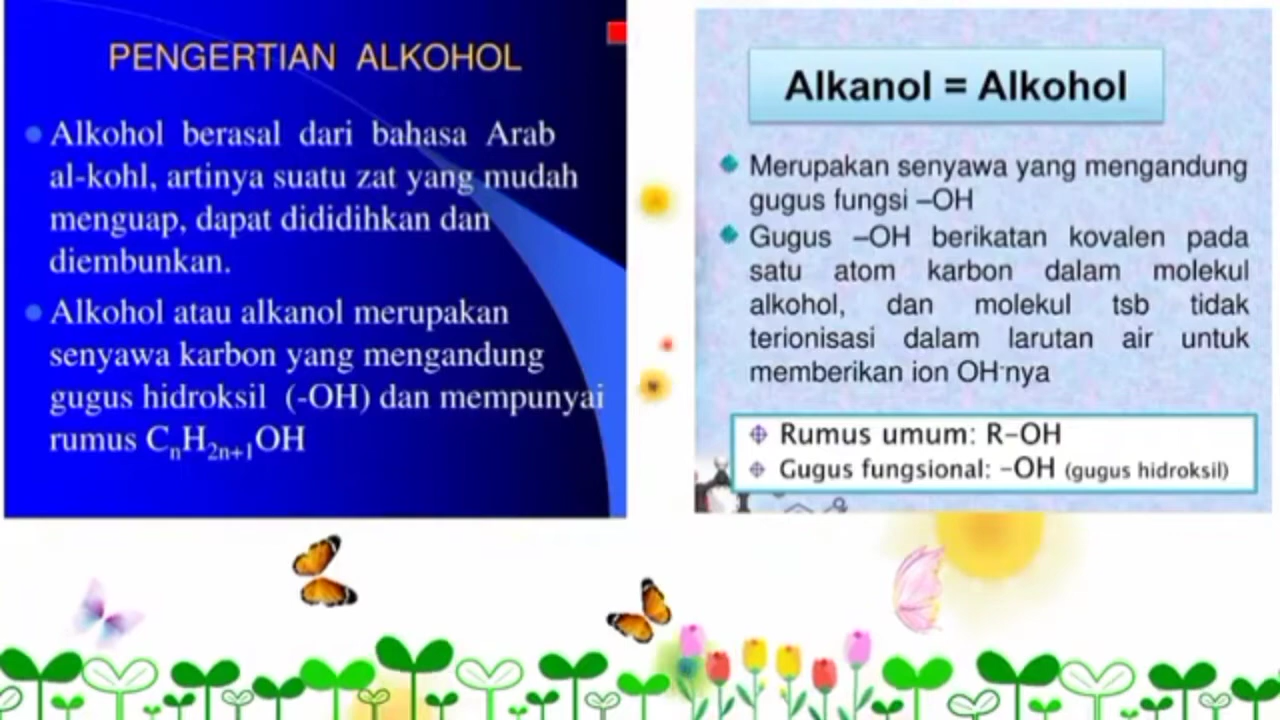 PENGERTIAN ALKOHOL
Alkohol berasal dari bahasa Arab
al-kohl, artinya suatu zat yang mudah
menguap, dapat dididihkan dan
diembunkan.
Alkohol atau alkanol merupakan
senyawa karbon yang mengandung
gugus hidroksil (-OH) dan mempunyai
rumus CₙH₂ₙ₊₁OH
Alkanol = Alkohol
Merupakan senyawa yang mengandung
gugus fungsi –OH
Gugus –OH berikatan kovalen pada
satu atom karbon dalam molekul
alkohol, dan molekul tsb tidak
terionisasi dalam larutan air untuk
memberikan ion OH⁻nya
Rumus umum: R–OH
Gugus fungsional: –OH (gugus hidroksil)